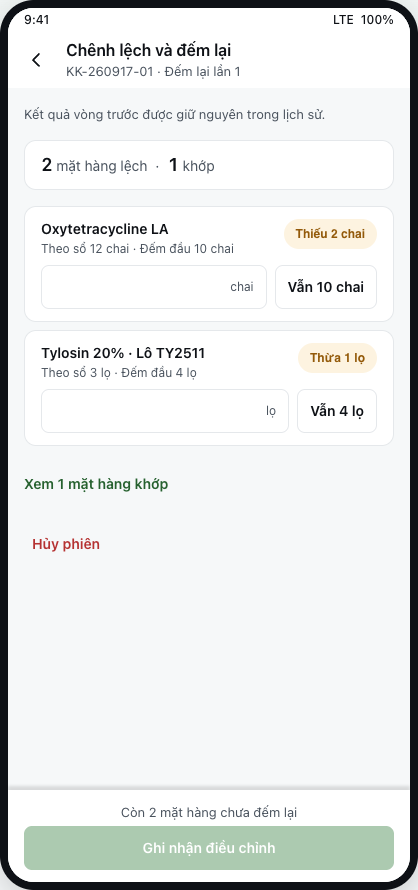 9:41 LTE 100%
Chênh lệch và đếm lại
KK-260917-01 · Đếm lại lần 1
Kết quả vòng trước được giữ nguyên trong lịch sử.
2 mặt hàng lệch · 1 khớp
Oxytetracycline LA
Thiếu 2 chai
Theo sổ 12 chai · Đếm đầu 10 chai
chai
Vẫn 10 chai
Tylosin 20% · Lô TY2511
Thừa 1 lọ
Theo sổ 3 lọ · Đếm đầu 4 lọ
lọ
Vẫn 4 lọ
Xem 1 mặt hàng khớp
Hủy phiên
Còn 2 mặt hàng chưa đếm lại
Ghi nhận điều chỉnh